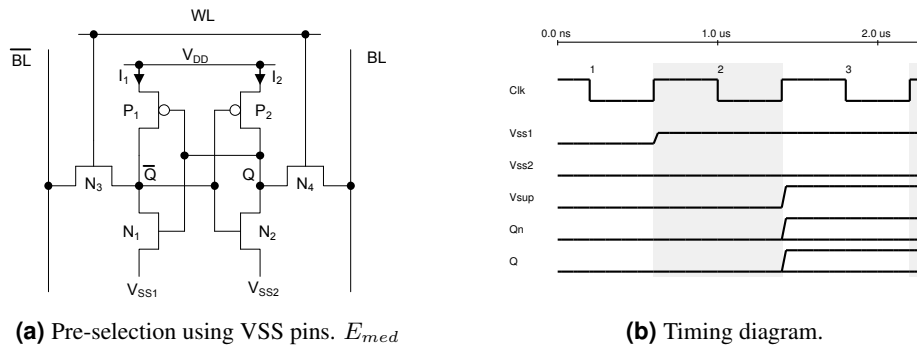 WL
BL
BL
V_DD
I_1
I_2
P_1
P_2
Q
Q
N_3
N_4
N_1
N_2
V_SS1
V_SS2
(a) Pre-selection using VSS pins. E_med
0.0 ns
1.0 us
2.0 us
1
2
3
Clk
Vss1
Vss2
Vsup
Qn
Q
(b) Timing diagram.